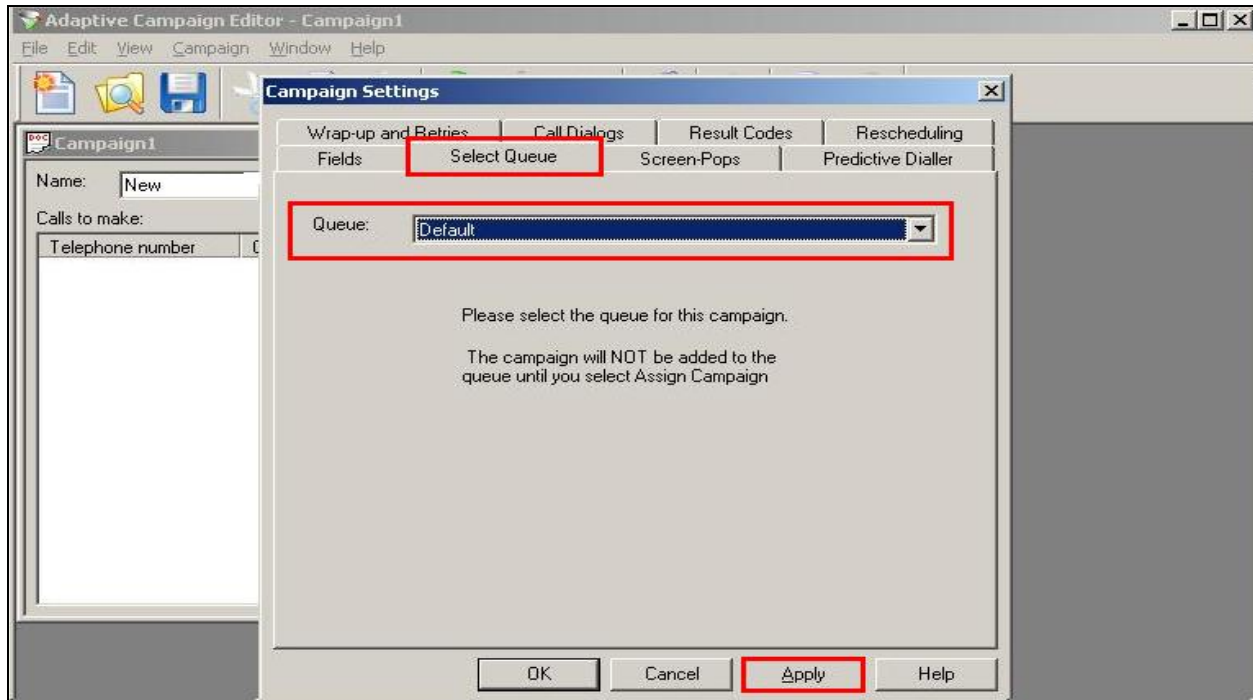 Adaptive Campaign Editor - Campaign1
File Edit View Campaign Window Help
Campaign Settings
Campaign1
Name: New
Calls to make:
Telephone number
Wrap-up and Retries Call Dialogs Result Codes Rescheduling
Fields Select Queue Screen-Pops Predictive Dialler
Queue: Default
Please select the queue for this campaign.
The campaign will NOT be added to the
queue until you select Assign Campaign
OK Cancel Apply Help